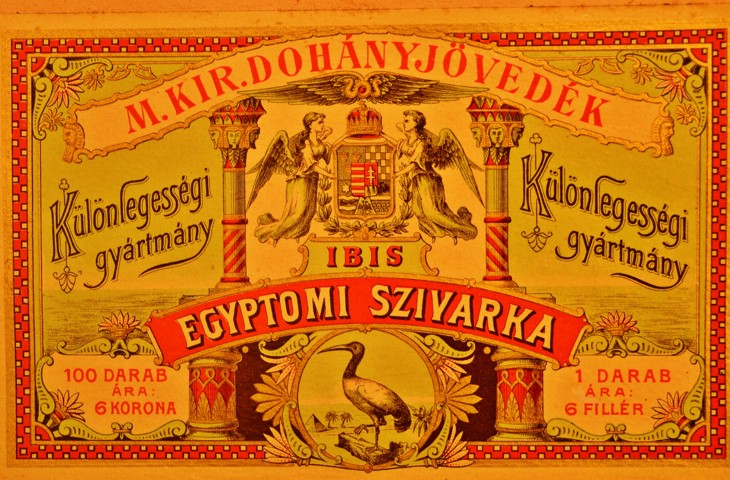 M. KIR. DOHÁNYJÖVEDÉK
Különlegességi
gyártmány
Különlegességi
gyártmány
IBIS
EGYPTOMI SZIVARKA
100 DARAB
ÁRA:
6 KORONA
1 DARAB
ÁRA:
6 FILLÉR